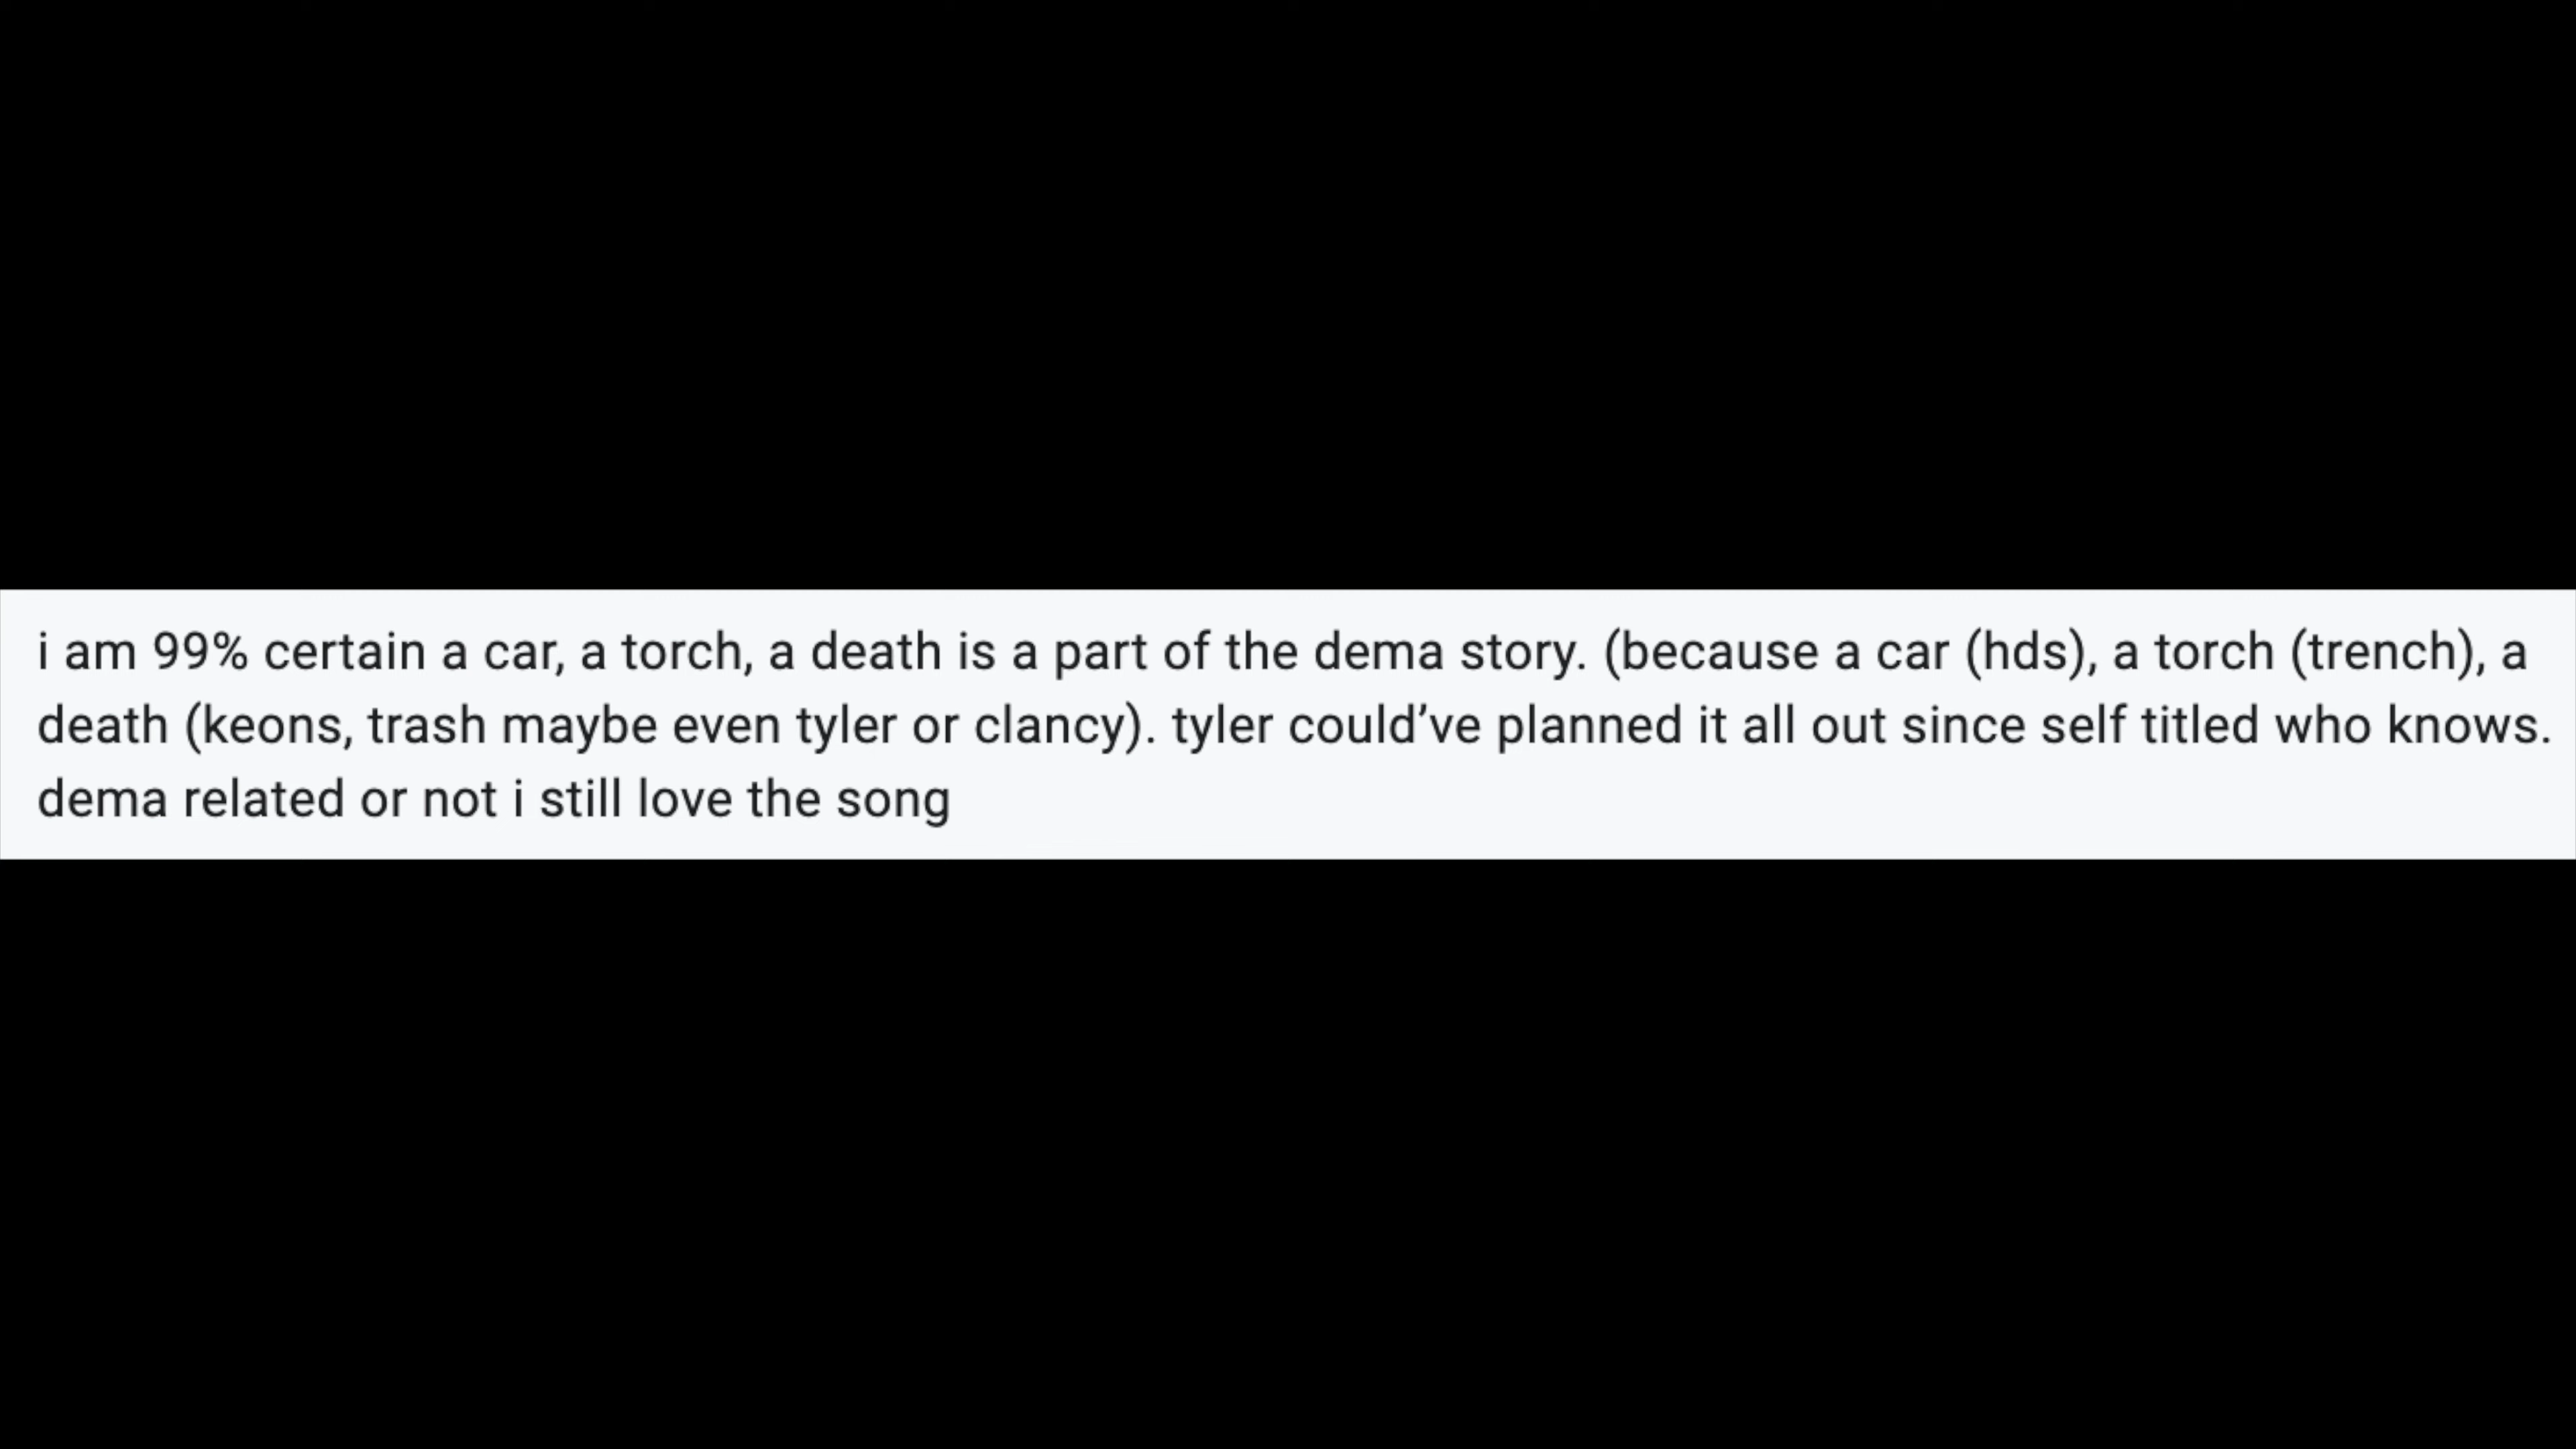 i am 99% certain a car, a torch, a death is a part of the dema story. (because a car (hds), a torch (trench), a
death (keons, trash maybe even tyler or clancy). tyler could’ve planned it all out since self titled who knows.
dema related or not i still love the song